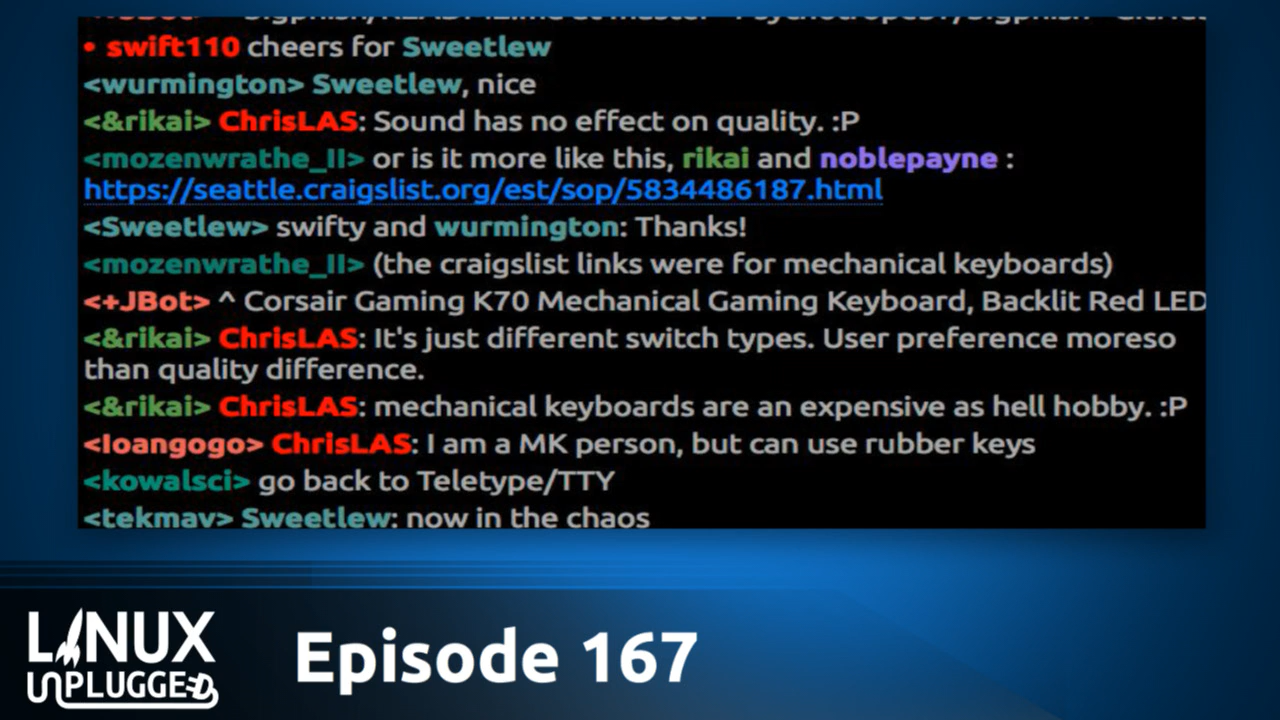 • swift110 cheers for Sweetlew
<wurmington> Sweetlew, nice
<&rikai> ChrisLAS: Sound has no effect on quality. :P
<mozenwrathe_II> or is it more like this, rikai and noblepayne :
https://seattle.craigslist.org/est/sop/5834486187.html
<Sweetlew> swifty and wurmington: Thanks!
<mozenwrathe_II> (the craigslist links were for mechanical keyboards)
<+JBot> ^ Corsair Gaming K70 Mechanical Gaming Keyboard, Backlit Red LED
<&rikai> ChrisLAS: It's just different switch types. User preference moreso
than quality difference.
<&rikai> ChrisLAS: mechanical keyboards are an expensive as hell hobby. :P
<Ioangogo> ChrisLAS: I am a MK person, but can use rubber keys
<kowalsci> go back to Teletype/TTY
<tekmav> Sweetlew: now in the chaos
LINUX
UNPLUGGED
Episode 167